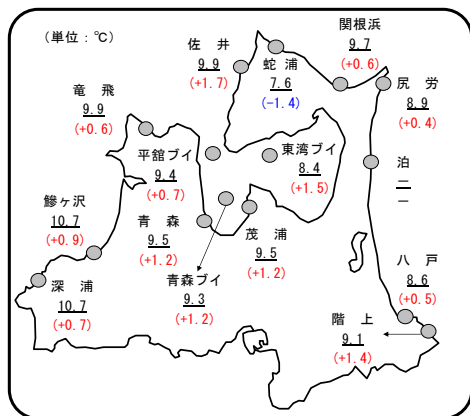 (単位：℃)
関根浜
9.7
(+0.6)
佐 井
9.9
(+1.7)
蛇 浦
7.6
(-1.4)
尻 労
8.9
(+0.4)
竜 飛
9.9
(+0.6)
平舘ブイ
9.4
(+0.7)
東湾ブイ
8.4
(+1.5)
泊
ニ
ー
鰺ヶ沢
10.7
(+0.9)
青 森
9.5
(+1.2)
茂 浦
9.5
(+1.2)
八 戸
8.6
(+0.5)
深 浦
10.7
(+0.7)
青森ブイ
9.3
(+1.2)
階 上
9.1
(+1.4)